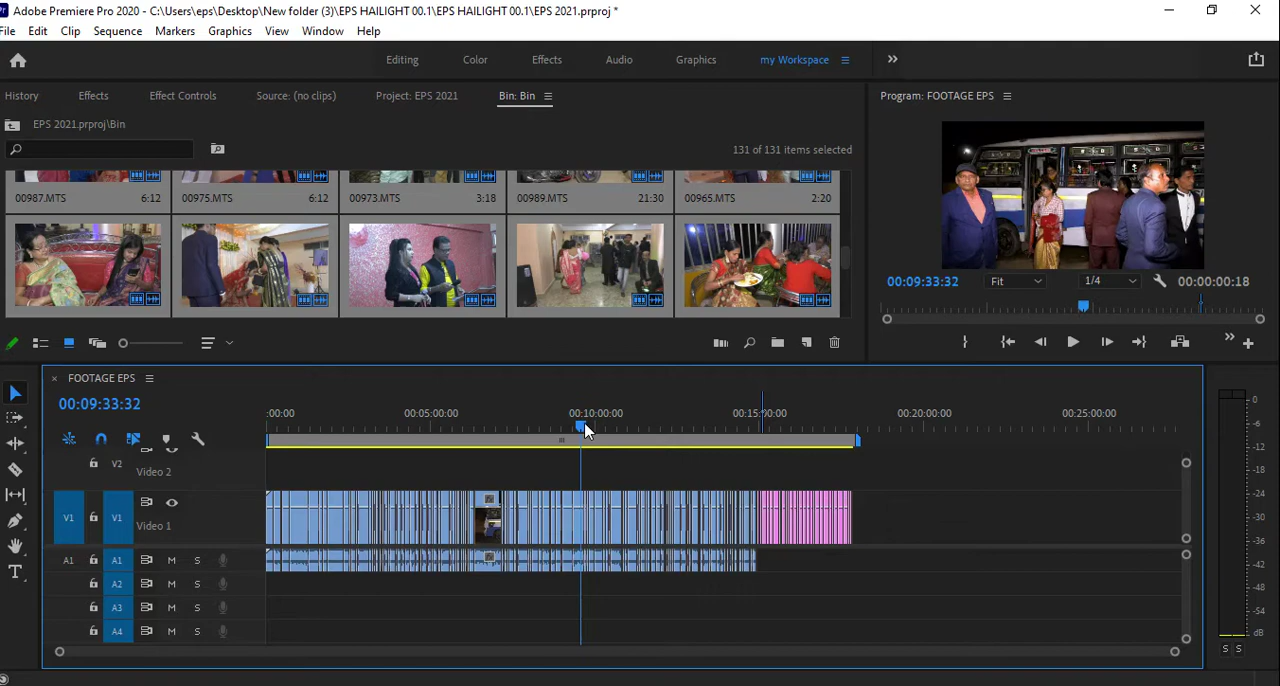 Adobe Premiere Pro 2020 - C:\Users\eps\Desktop\New folder (3)\EPS HAILIGHT 00.1\EPS HAILIGHT 00.1\EPS 2021.prproj *
File Edit Clip Sequence Markers Graphics View Window Help
Editing Color Effects Audio Graphics my Workspace
History Effects Effect Controls Source: (no clips) Project: EPS 2021 Bin: Bin
Program: FOOTAGE EPS
EPS 2021.prproj\Bin
131 of 131 items selected
00987.MTS 6:12 00975.MTS 6:12 00973.MTS 3:18 00989.MTS 21:30 00965.MTS 2:20
00:09:33:32 Fit 1/4 00:00:00:18
FOOTAGE EPS
00:09:33:32
:00:00 00:05:00:00 00:10:00:00 00:15:00:00 00:20:00:00 00:25:00:00
V2 Video 2
V1 V1 Video 1
A1 A1 M S
A2 M S
A3 M S
A4 M S
0
-6
-12
-18
-24
-30
-36
-42
-48
-54
dB
S S